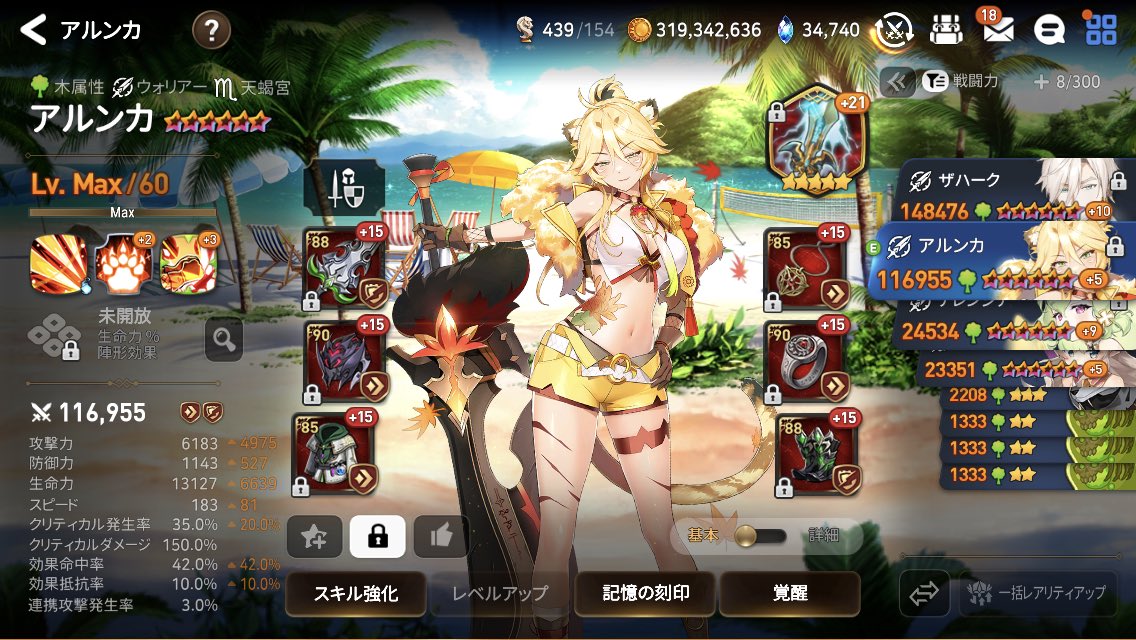 アルンカ
?
439/154
319,342,636
34,740
18
木属性 ウォリアー 天蠍宮
アルンカ
Lv. Max/60
Max
+2
+3
未開放
生命力%
陣形効果
116,955
攻撃力 6183 4975
防御力 1143 527
生命力 13127 6639
スピード 183 81
クリティカル発生率 35.0% 20.0%
クリティカルダメージ 150.0%
効果命中率 42.0% 42.0%
効果抵抗率 10.0% 10.0%
連携攻撃発生率 3.0%
88 +15
90 +15
85 +15
+21
85 +15
90 +15
88 +15
基本
詳細
スキル強化
レベルアップ
記憶の刻印
覚醒
戦闘力
+ 8/300
ザハーク
148476
+10
E
アルンカ
116955
+5
24534
+9
23351
+5
2208
1333
1333
1333
一括レアリティアップ